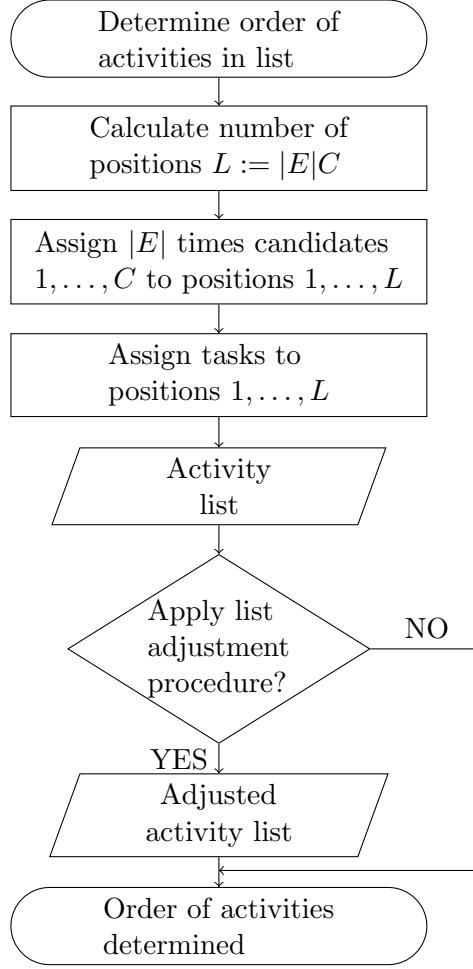 Determine order of
activities in list
Calculate number of
positions L := |E|C
Assign |E| times candidates
1, . . . , C to positions 1, . . . , L
Assign tasks to
positions 1, . . . , L
Activity
list
Apply list
adjustment
procedure?
NO
YES
Adjusted
activity list
Order of activities
determined